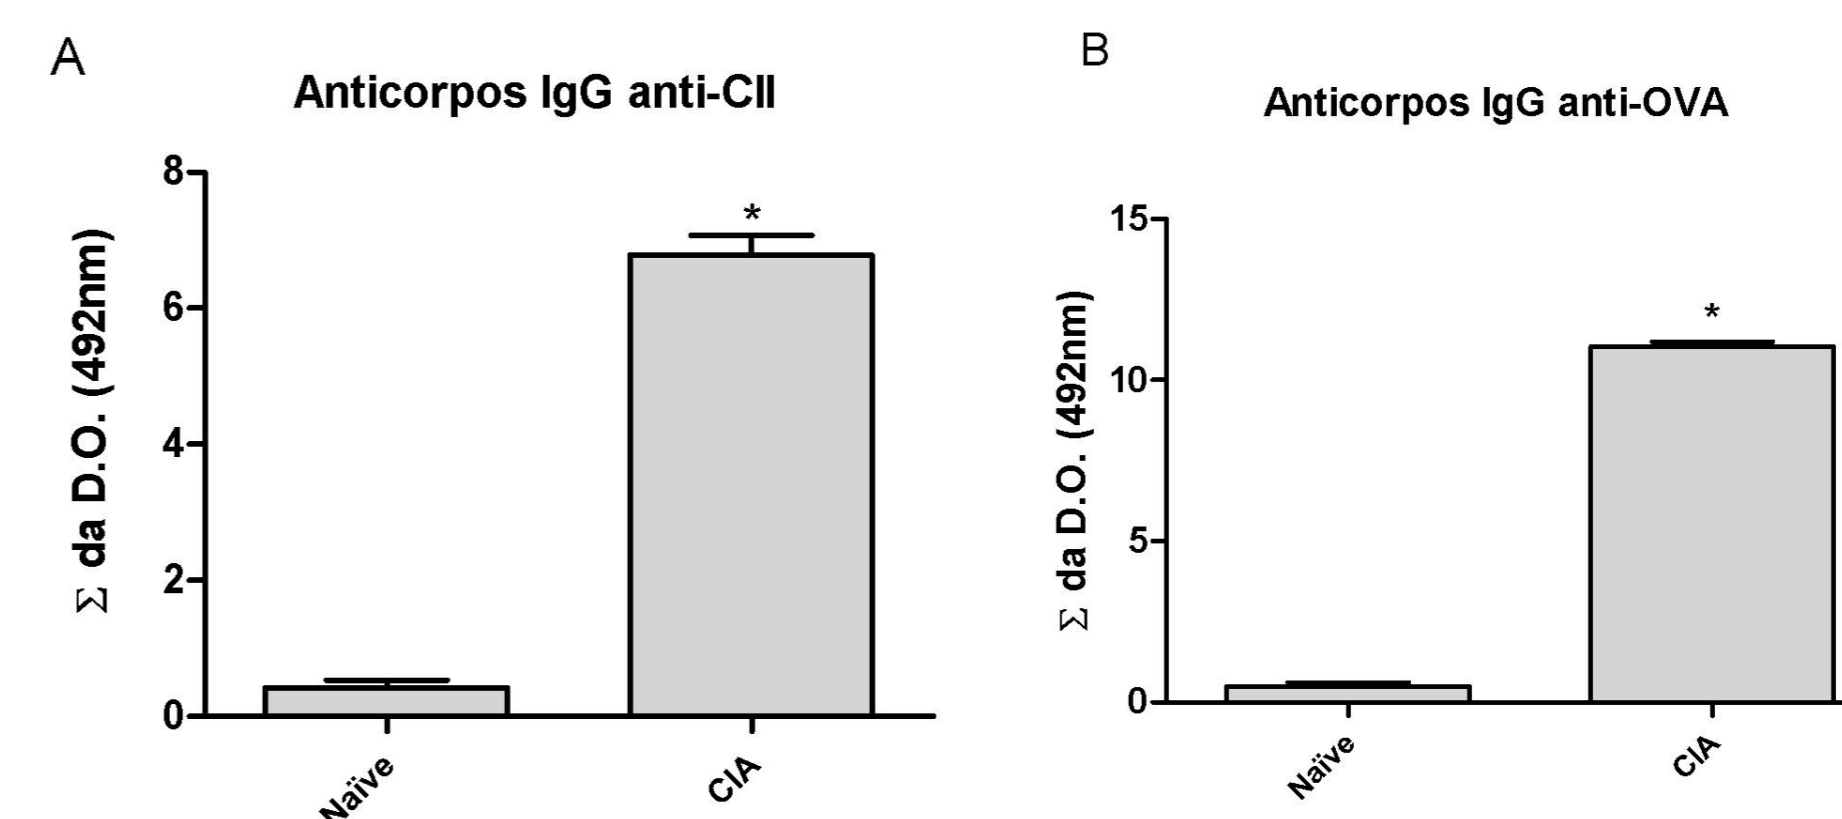 A
Anticorpos IgG anti-CII
Σ da D.O. (492nm)
8
6
4
2
0
*
Naïve
CIA
B
Anticorpos IgG anti-OVA
Σ da D.O. (492nm)
15
10
5
0
*
Naïve
CIA